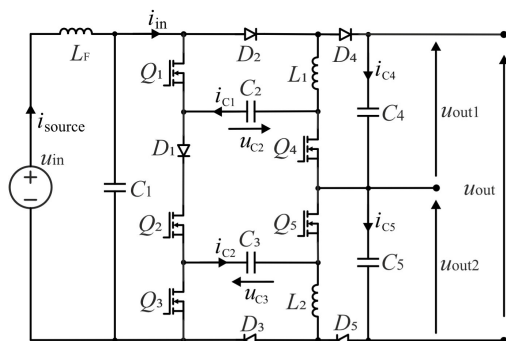 i_in
L_F
D_2
D_4
Q_1
L_1
i_C1
C_2
i_C4
C_4
u_out1
i_source
u_C2
Q_4
u_in
D_1
C_1
u_out
Q_2
Q_5
i_C2
C_3
i_C5
C_5
u_out2
u_C3
Q_3
L_2
D_3
D_5